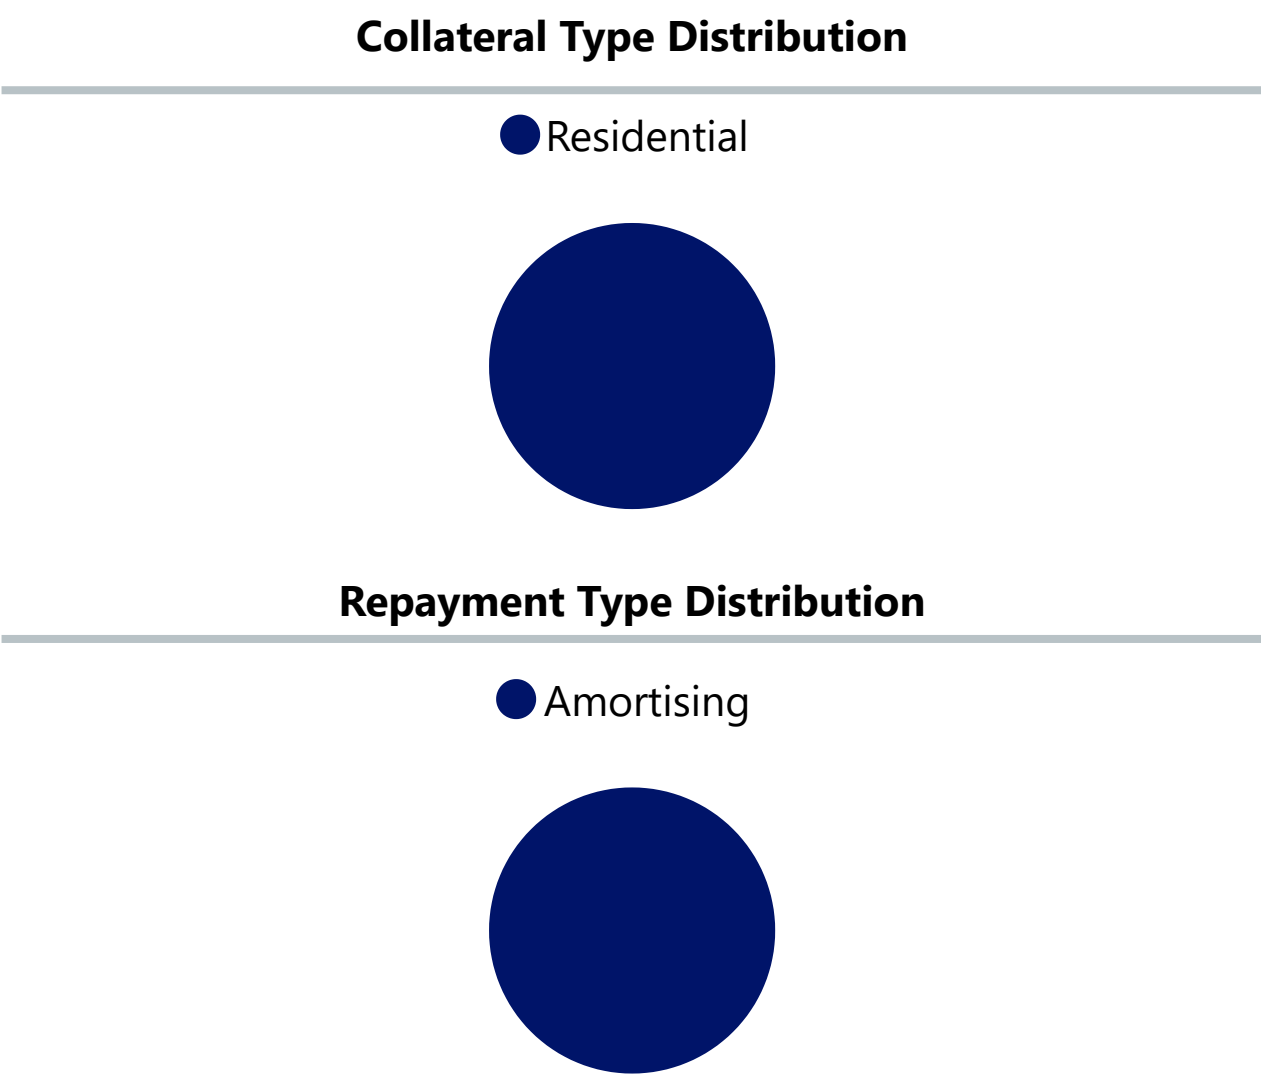 Collateral Type Distribution
Residential
Repayment Type Distribution
Amortising